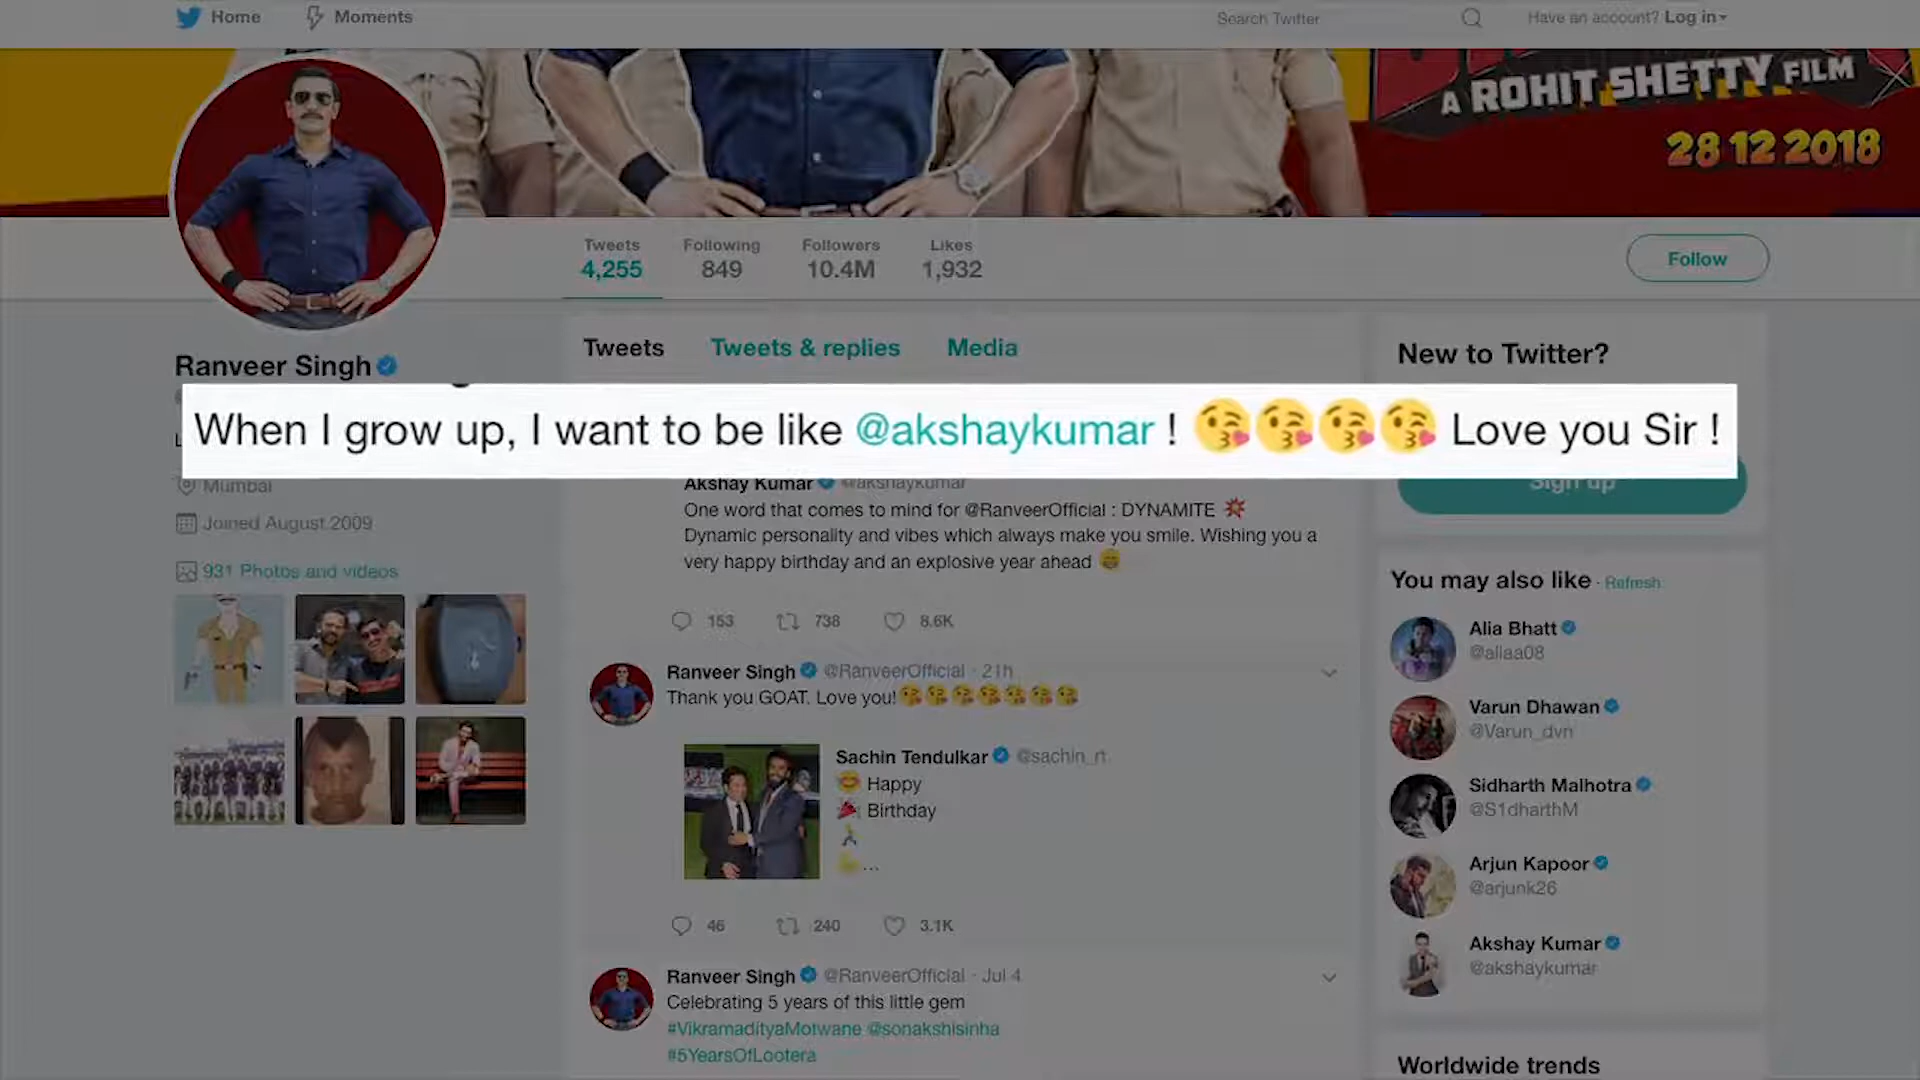 Home
Moments
Search Twitter
Have an account? Log in
A ROHIT SHETTY FILM
28 12 2018
Tweets
4,255
Following
849
Followers
10.4M
Likes
1,932
Follow
Ranveer Singh
Tweets
Tweets & replies
Media
New to Twitter?
When I grow up, I want to be like @akshaykumar ! 😘😘😘😘 Love you Sir !
Mumbai
Joined August 2009
931 Photos and videos
Akshay Kumar @akshaykumar
One word that comes to mind for @RanveerOfficial : DYNAMITE 💥
Dynamic personality and vibes which always make you smile. Wishing you a
very happy birthday and an explosive year ahead 😁
153
738
8.6K
Ranveer Singh @RanveerOfficial · 21h
Thank you GOAT. Love you!😘😘😘😘😘😘😘
Sachin Tendulkar @sachin_rt
Happy
Birthday
...
46
240
3.1K
Ranveer Singh @RanveerOfficial · Jul 4
Celebrating 5 years of this little gem
#VikramadityaMotwane @sonakshisinha
#5YearsOfLootera
Sign up
You may also like · Refresh
Alia Bhatt
@aliaa08
Varun Dhawan
@Varun_dvn
Sidharth Malhotra
@S1dharthM
Arjun Kapoor
@arjunk26
Akshay Kumar
@akshaykumar
Worldwide trends